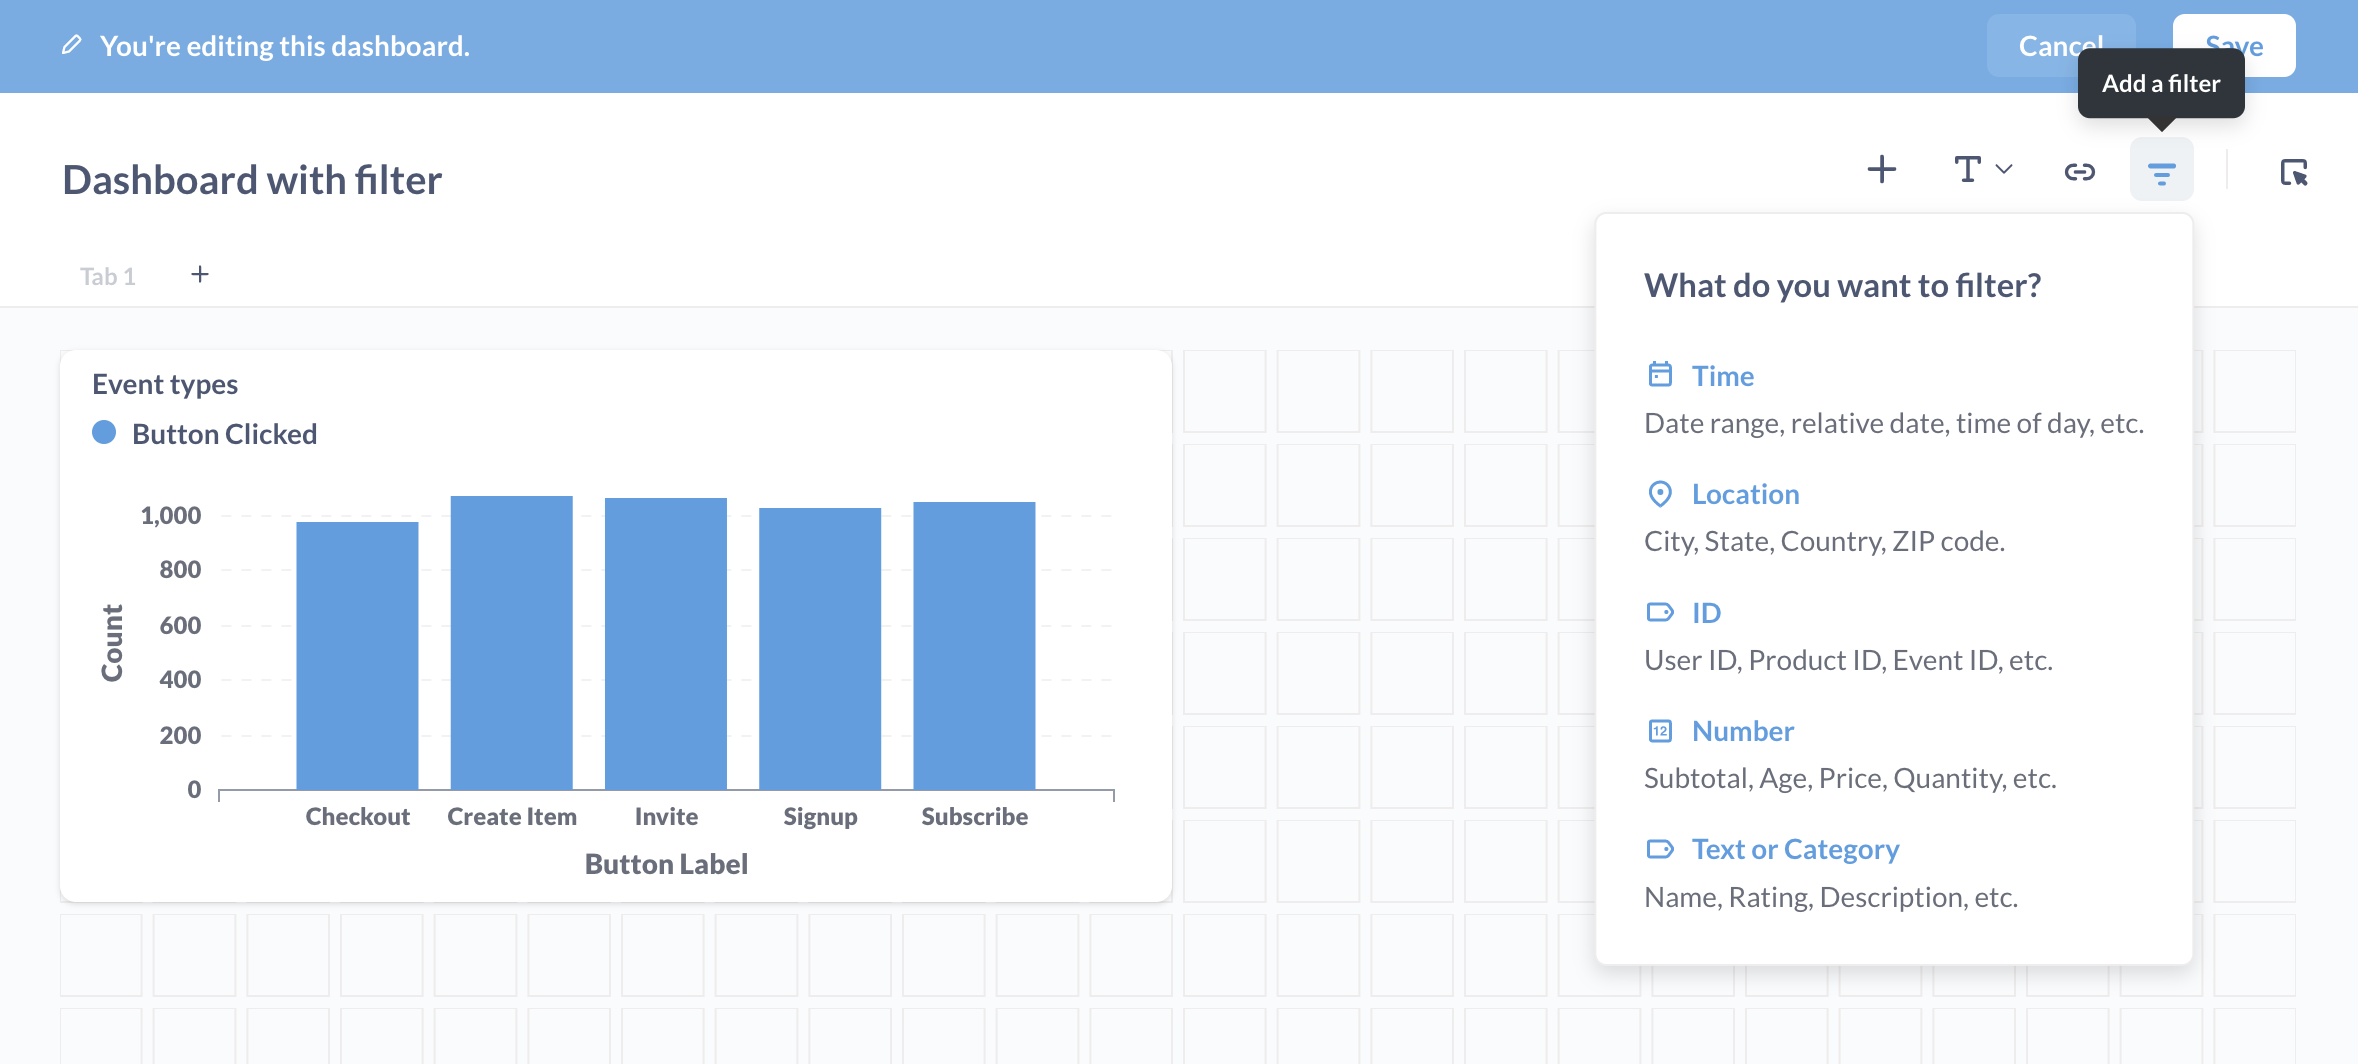 You're editing this dashboard.
Cancel
Save
Add a filter
Dashboard with filter
T
Tab 1
+
What do you want to filter?
Time
Date range, relative date, time of day, etc.
Location
City, State, Country, ZIP code.
ID
User ID, Product ID, Event ID, etc.
12 Number
Subtotal, Age, Price, Quantity, etc.
Text or Category
Name, Rating, Description, etc.
Event types
Button Clicked
Count
1,000
800
600
400
200
0
Checkout Create Item Invite Signup Subscribe
Button Label